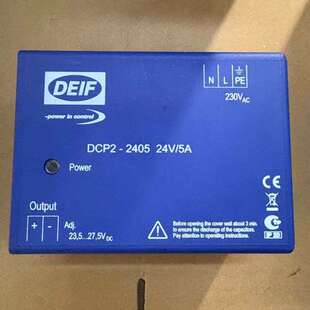 DEIF
-power in control
N L PE
230VAC
DCP2 - 2405 24V/5A
Power
Output
+ -
Adj.
23,5...27,5VDC
Before opening the cover wait about 3 min.
to ensure the discharge of the capacitors.
Pay attention to operating instructions.
CE